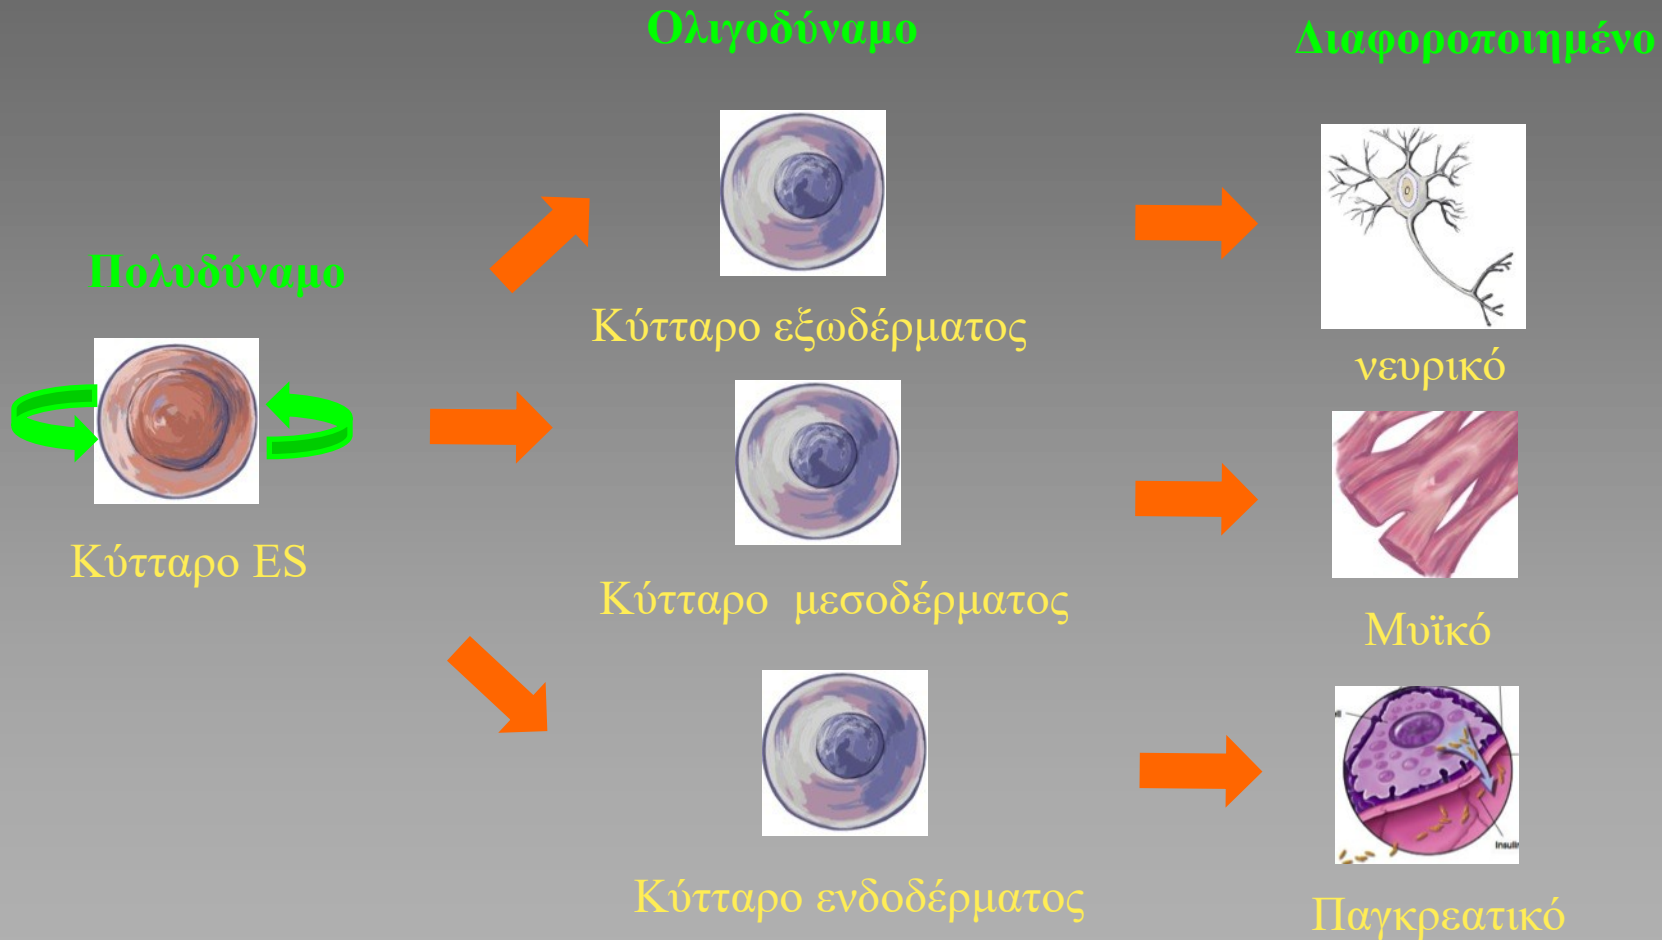 Ολιγοδύναμο
Διαφοροποιημένο
Πολυδύναμο
Κύτταρο εξωδέρματος
νευρικό
Κύτταρο ES
Κύτταρο μεσοδέρματος
Μυϊκό
Κύτταρο ενδοδέρματος
Παγκρεατικό